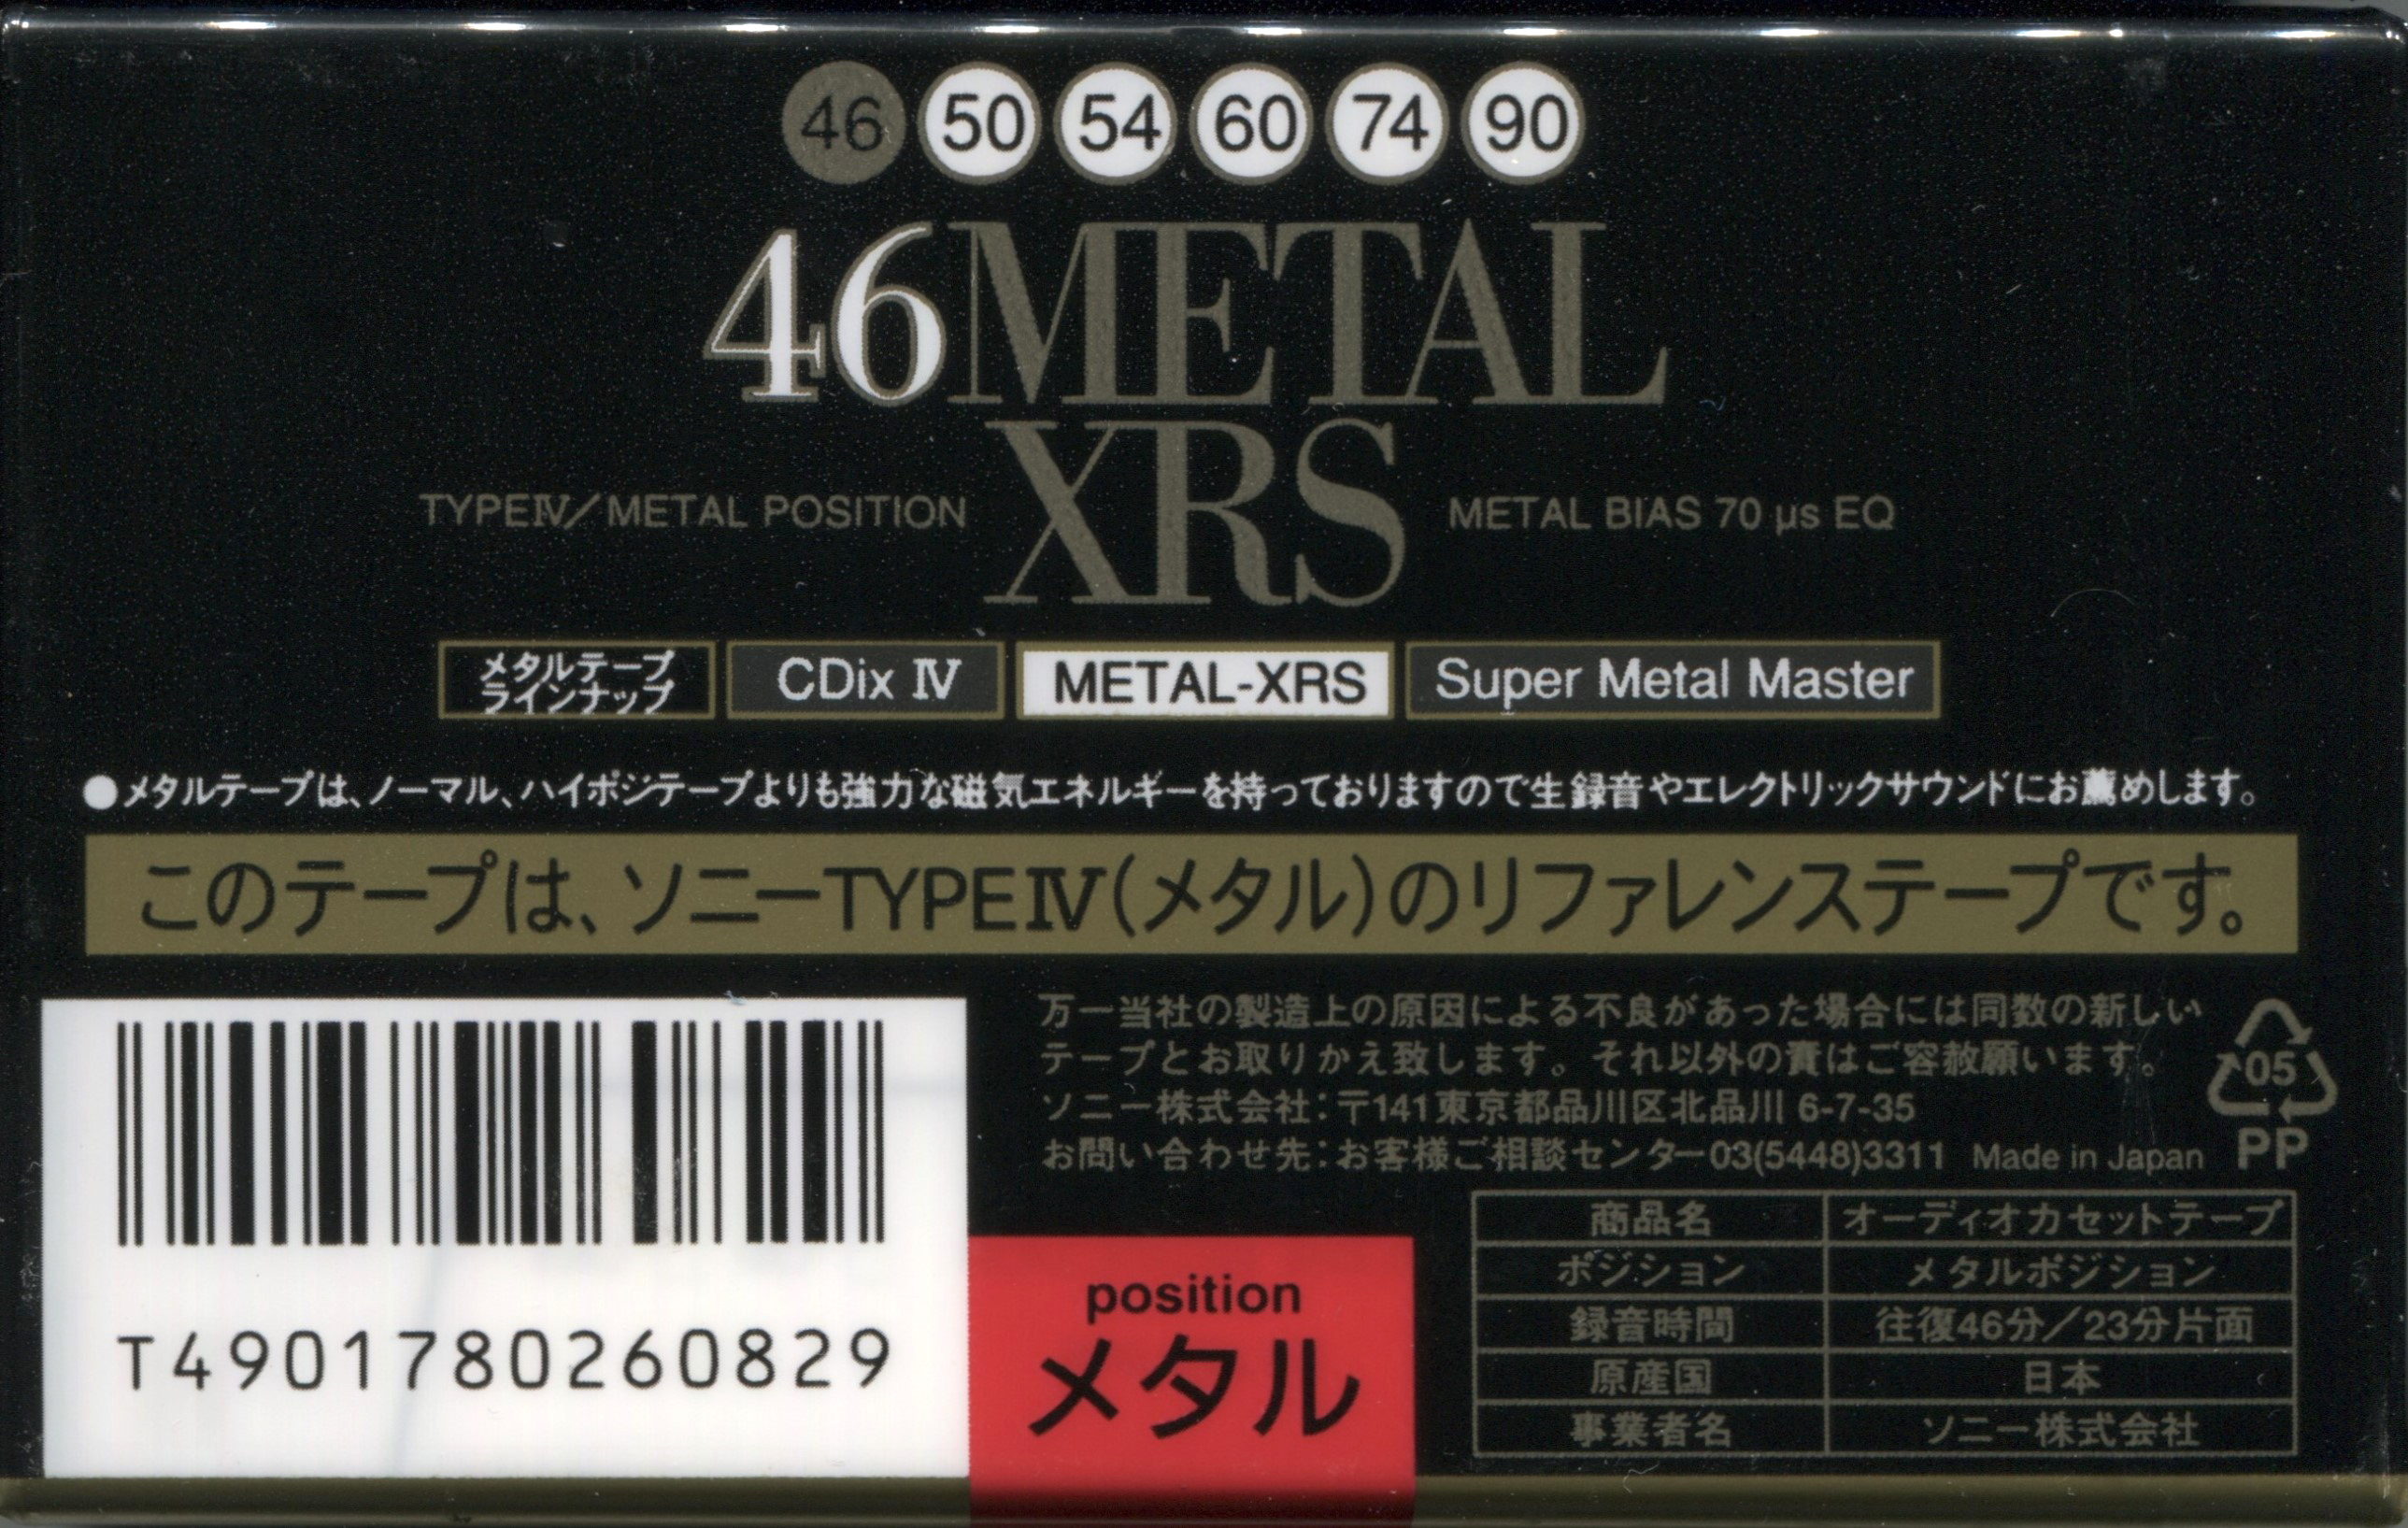 46 50 54 60 74 90
46METAL
XRS
TYPEⅣ/METAL POSITION
METAL BIAS 70 µs EQ
メタルテープ
ラインナップ
CDix Ⅳ
METAL-XRS
Super Metal Master
●メタルテープは、ノーマル、ハイポジテープよりも強力な磁気エネルギーを持っておりますので生録音やエレクトリックサウンドにお薦めします。
このテープは、ソニーTYPEⅣ(メタル)のリファレンステープです。
万一当社の製造上の原因による不良があった場合には同数の新しい
テープとお取りかえ致します。それ以外の責はご容赦願います。
ソニー株式会社:〒141東京都品川区北品川 6-7-35
お問い合わせ先:お客様ご相談センター03(5448)3311 Made in Japan
05
PP
T4901780260829
position
メタル
商品名 オーディオカセットテープ
ポジション メタルポジション
録音時間 往復46分/23分片面
原産国 日本
事業者名 ソニー株式会社